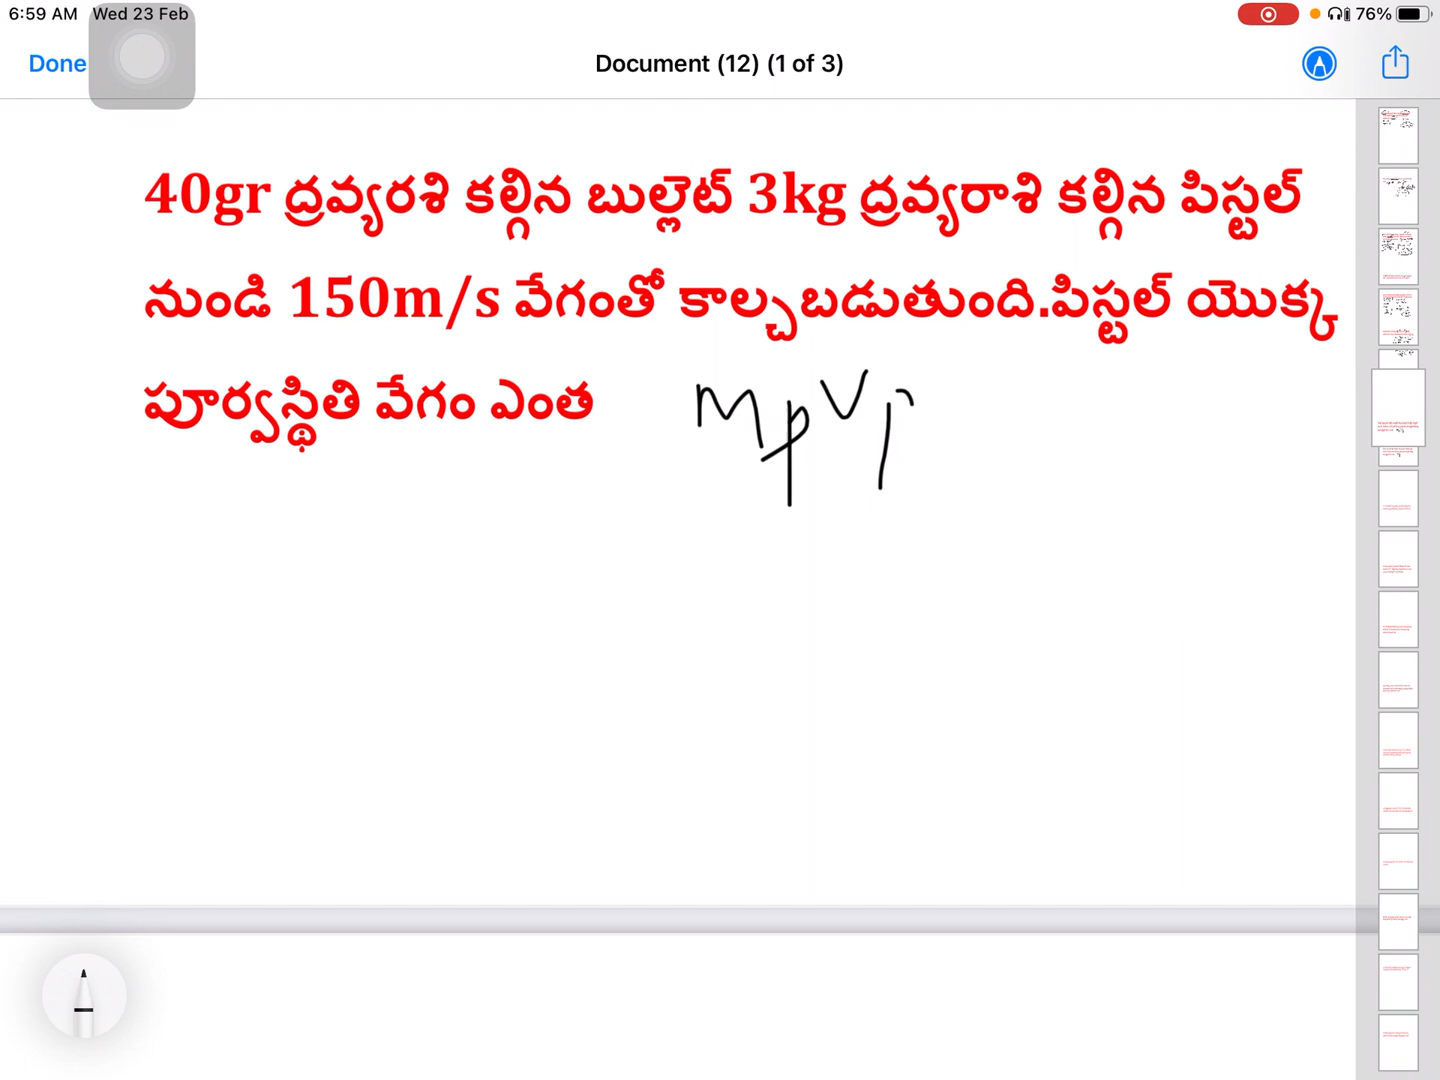 6:59 AM Wed 23 Feb 76%
Done Document (12) (1 of 3)
40gr ద్రవ్యరశి కల్గిన బుల్లెట్ 3kg ద్రవ్యరాశి కల్గిన పిస్టల్
నుండి 150m/s వేగంతో కాల్చబడుతుంది.పిస్టల్ యొక్క
పూర్వస్థితి వేగం ఎంత mpv